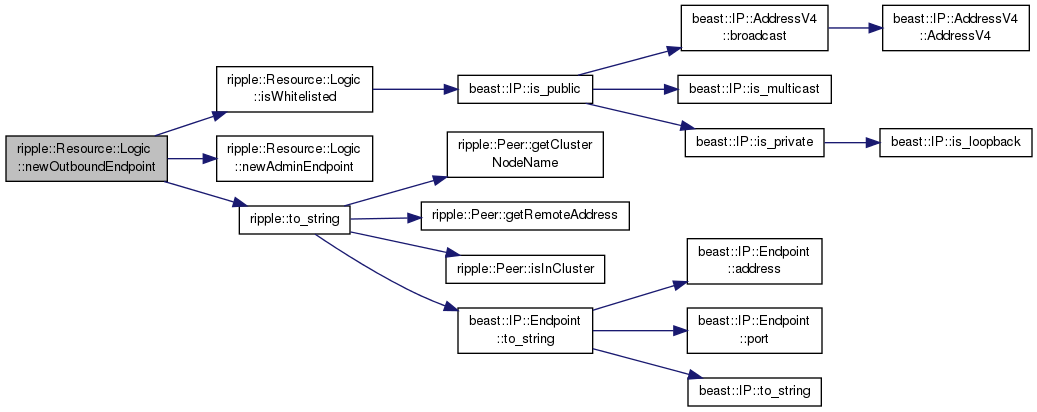 ripple::Resource::Logic
::newOutboundEndpoint
ripple::Resource::Logic
::isWhitelisted
ripple::Resource::Logic
::newAdminEndpoint
ripple::to_string
beast::IP::is_public
ripple::Peer::getCluster
NodeName
ripple::Peer::getRemoteAddress
ripple::Peer::isInCluster
beast::IP::Endpoint
::to_string
beast::IP::AddressV4
::broadcast
beast::IP::is_multicast
beast::IP::is_private
beast::IP::Endpoint
::address
beast::IP::Endpoint
::port
beast::IP::to_string
beast::IP::AddressV4
::AddressV4
beast::IP::is_loopback